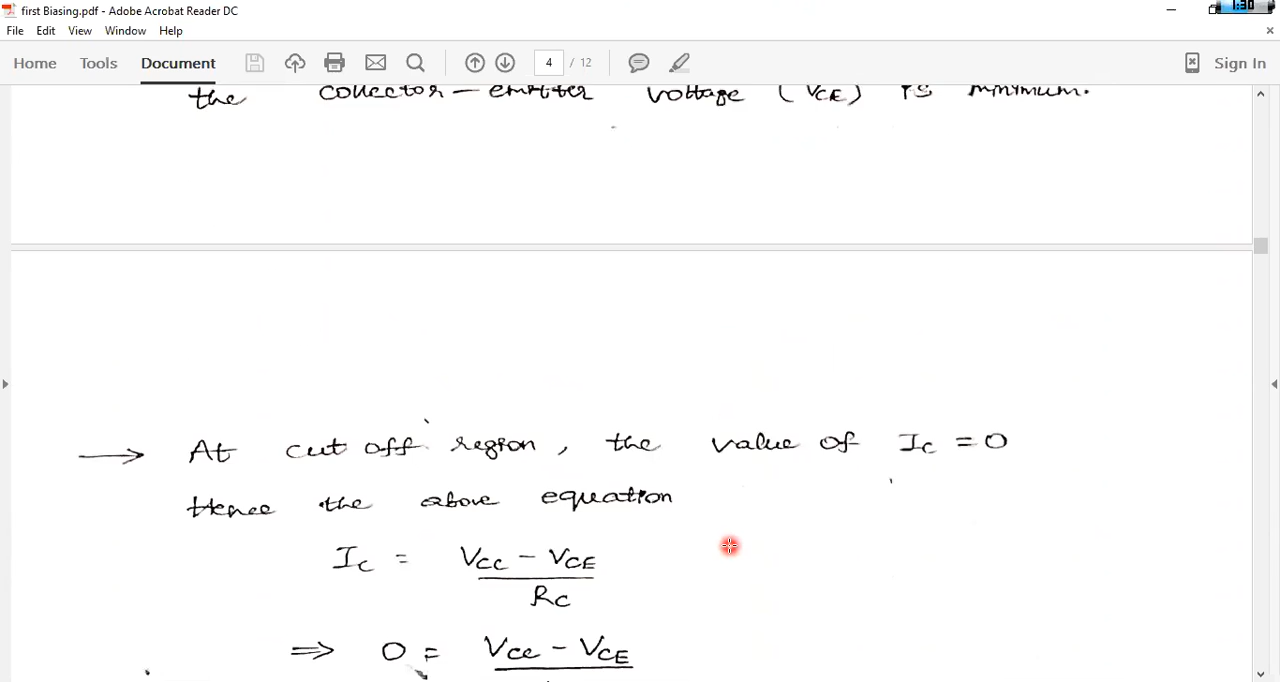 first Biasing.pdf - Adobe Acrobat Reader DC
1:30
File Edit View Window Help
Home Tools Document 4 / 12 Sign In
the collector - emitter voltage (VCE) is minimum.
→ At cut off region, the value of IC = 0
Hence the above equation
IC = VCC - VCE
RC
⇒ 0 = VCC - VCE